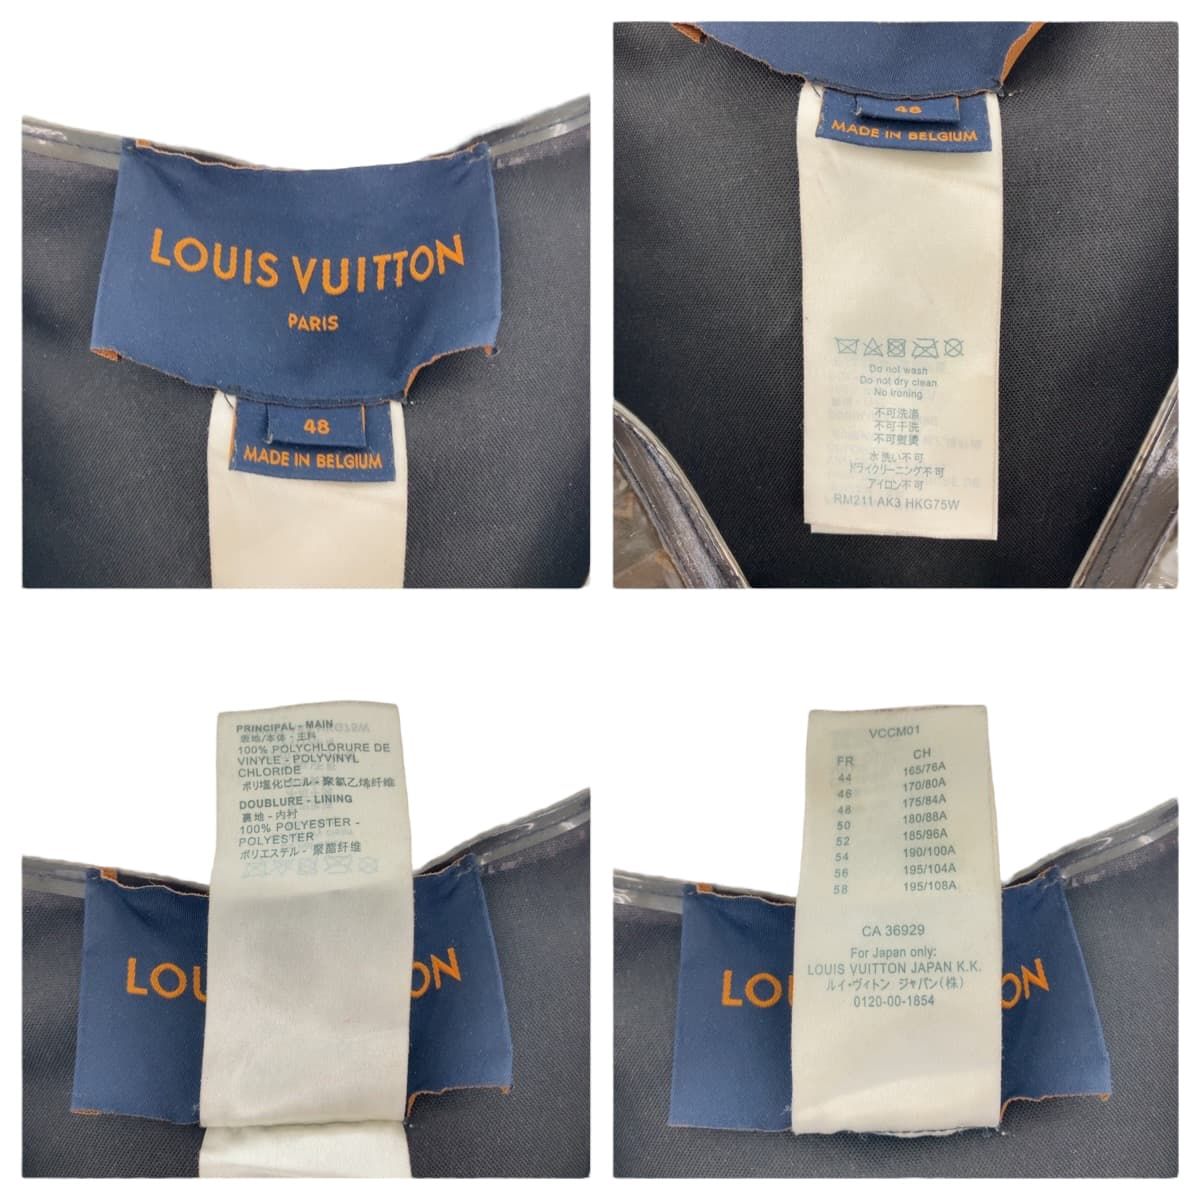 LOUIS VUITTON
PARIS
48
MADE IN BELGIUM
48
MADE IN BELGIUM
Do not wash
Do not dry clean
No ironing
不可洗涤
不可干洗
不可熨烫
水洗い不可
ドライクリーニング不可
アイロン不可
RM211 AK3 HKG75W
PRINCIPAL - MAIN
表地/本体 - 主料
100% POLYCHLORURE DE
VINYLE - POLYVINYL
CHLORIDE
ポリ塩化ビニル - 聚氯乙烯纤维
DOUBLURE - LINING
裏地 - 内衬
100% POLYESTER -
POLYESTER
ポリエステル - 聚酯纤维
LOU
ON
VCCM01
FR CH
44 165/76A
46 170/80A
48 175/84A
50 180/88A
52 185/96A
54 190/100A
56 195/104A
58 195/108A
CA 36929
For Japan only:
LOUIS VUITTON JAPAN K.K.
ルイ・ヴィトン ジャパン(株)
0120-00-1854
LOU
ON